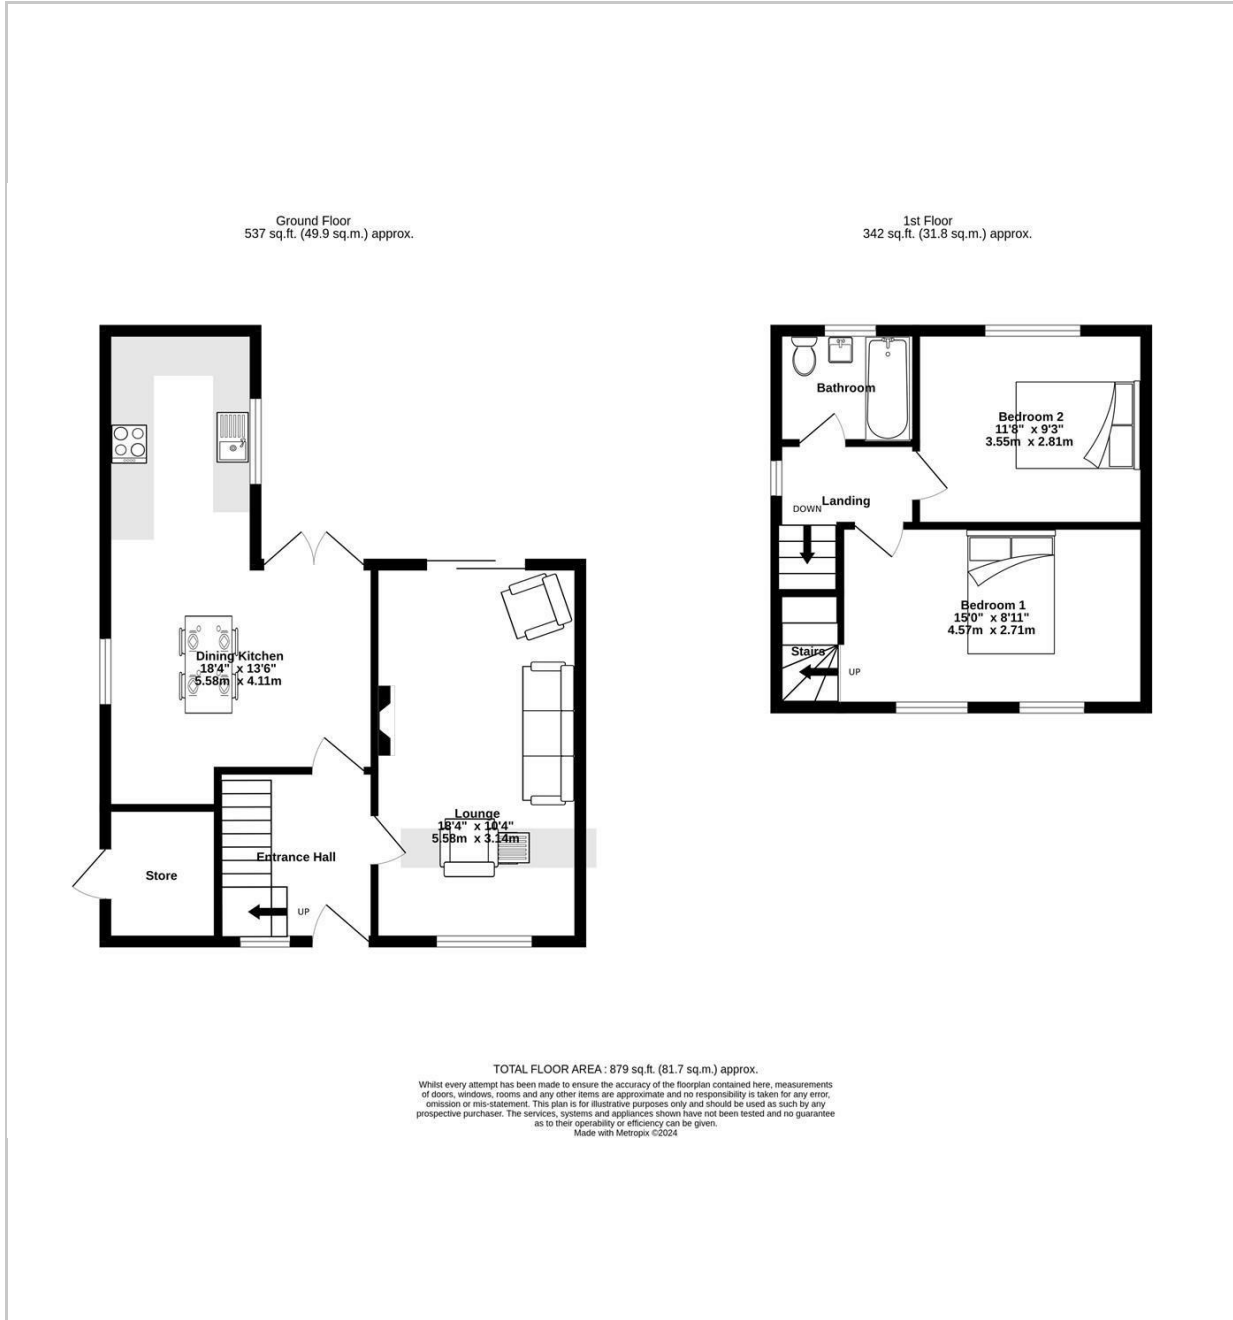 Ground Floor
537 sq.ft. (49.9 sq.m.) approx.
1st Floor
342 sq.ft. (31.8 sq.m.) approx.
Bathroom
Bedroom 2
11'8"  x 9'3"
3.55m  x 2.81m
Landing
DOWN
Bedroom 1
15'0"  x 8'11"
4.57m  x 2.71m
Stairs
UP
Dining Kitchen
18'4"  x 13'6"
5.58m  x 4.11m
Lounge
18'4"  x 10'4"
5.58m  x 3.14m
Entrance Hall
Store
UP
TOTAL FLOOR AREA : 879 sq.ft. (81.7 sq.m.) approx.
Whilst every attempt has been made to ensure the accuracy of the floorplan contained here, measurements
of doors, windows, rooms and any other items are approximate and no responsibility is taken for any error,
omission or mis-statement. This plan is for illustrative purposes only and should be used as such by any
prospective purchaser. The services, systems and appliances shown have not been tested and no guarantee
as to their operability or efficiency can be given.
Made with Metropix ©2024